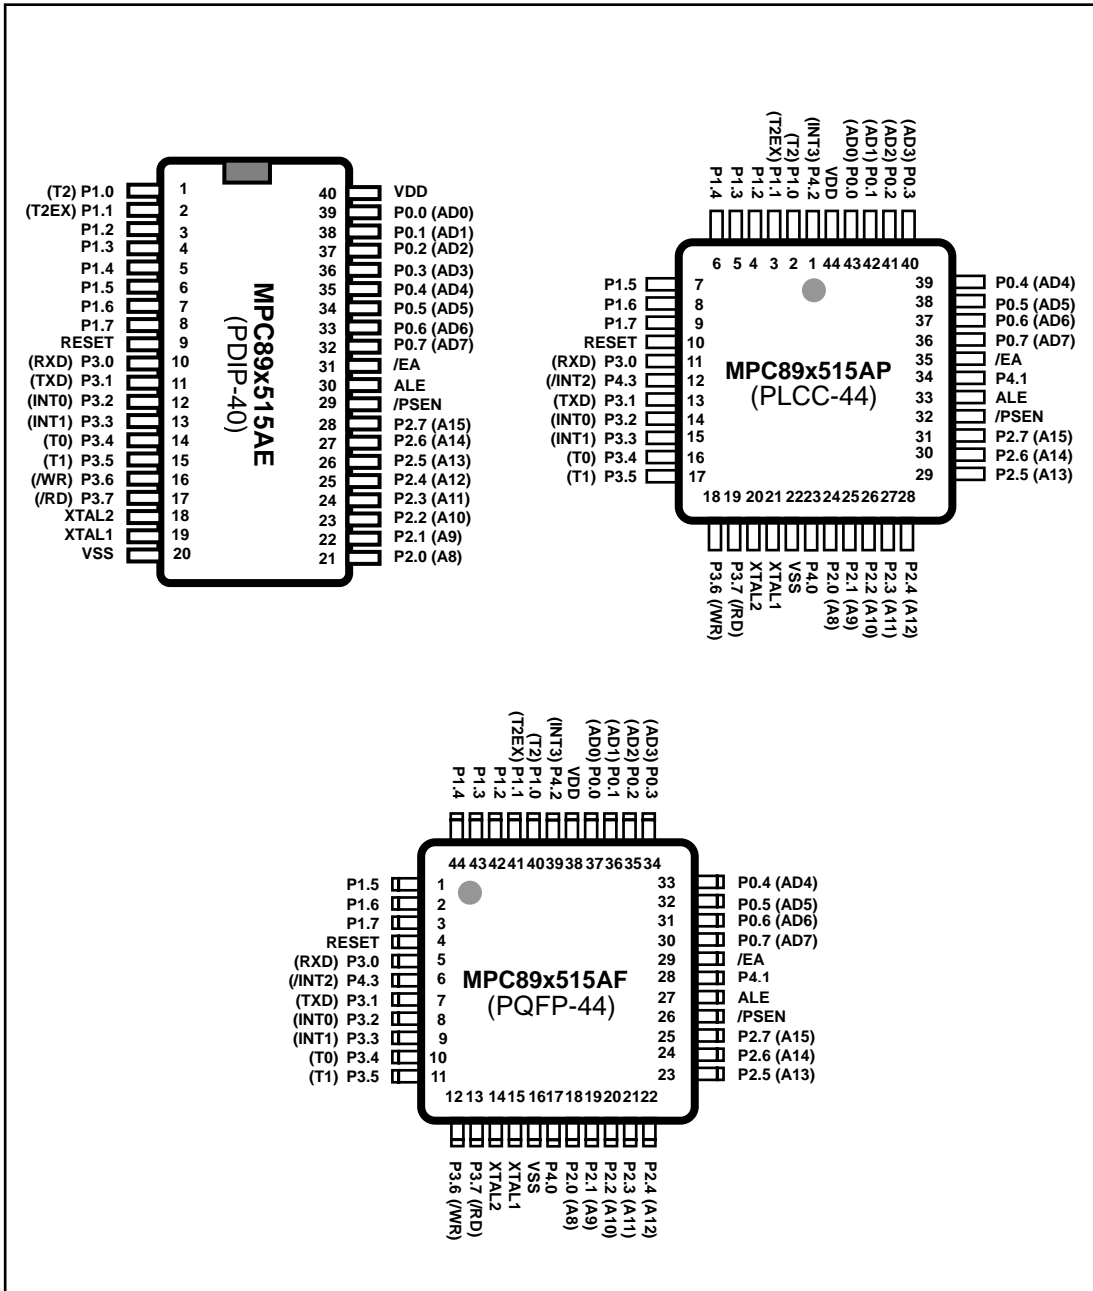 (T2) P1.0 1
(T2EX) P1.1 2
P1.2 3
P1.3 4
P1.4 5
P1.5 6
P1.6 7
P1.7 8
RESET 9
(RXD) P3.0 10
(TXD) P3.1 11
(INT0) P3.2 12
(INT1) P3.3 13
(T0) P3.4 14
(T1) P3.5 15
(/WR) P3.6 16
(/RD) P3.7 17
XTAL2 18
XTAL1 19
VSS 20
MPC89x515AE
(PDIP-40)
40 VDD
39 P0.0 (AD0)
38 P0.1 (AD1)
37 P0.2 (AD2)
36 P0.3 (AD3)
35 P0.4 (AD4)
34 P0.5 (AD5)
33 P0.6 (AD6)
32 P0.7 (AD7)
31 /EA
30 ALE
29 /PSEN
28 P2.7 (A15)
27 P2.6 (A14)
26 P2.5 (A13)
25 P2.4 (A12)
24 P2.3 (A11)
23 P2.2 (A10)
22 P2.1 (A9)
21 P2.0 (A8)
P1.4
P1.3
P1.2
(T2EX) P1.1
(T2) P1.0
(INT3) P4.2
VDD
(AD0) P0.0
(AD1) P0.1
(AD2) P0.2
(AD3) P0.3
6 5 4 3 2 1 44 43 42 41 40
P1.5 7
P1.6 8
P1.7 9
RESET 10
(RXD) P3.0 11
(/INT2) P4.3 12
(TXD) P3.1 13
(INT0) P3.2 14
(INT1) P3.3 15
(T0) P3.4 16
(T1) P3.5 17
MPC89x515AP
(PLCC-44)
39 P0.4 (AD4)
38 P0.5 (AD5)
37 P0.6 (AD6)
36 P0.7 (AD7)
35 /EA
34 P4.1
33 ALE
32 /PSEN
31 P2.7 (A15)
30 P2.6 (A14)
29 P2.5 (A13)
18 19 20 21 22 23 24 25 26 27 28
P3.6 (/WR)
P3.7 (/RD)
XTAL2
XTAL1
VSS
P4.0
P2.0 (A8)
P2.1 (A9)
P2.2 (A10)
P2.3 (A11)
P2.4 (A12)
P1.4
P1.3
P1.2
(T2EX) P1.1
(T2) P1.0
(INT3) P4.2
VDD
(AD0) P0.0
(AD1) P0.1
(AD2) P0.2
(AD3) P0.3
44 43 42 41 40 39 38 37 36 35 34
P1.5 1
P1.6 2
P1.7 3
RESET 4
(RXD) P3.0 5
(/INT2) P4.3 6
(TXD) P3.1 7
(INT0) P3.2 8
(INT1) P3.3 9
(T0) P3.4 10
(T1) P3.5 11
MPC89x515AF
(PQFP-44)
33 P0.4 (AD4)
32 P0.5 (AD5)
31 P0.6 (AD6)
30 P0.7 (AD7)
29 /EA
28 P4.1
27 ALE
26 /PSEN
25 P2.7 (A15)
24 P2.6 (A14)
23 P2.5 (A13)
12 13 14 15 16 17 18 19 20 21 22
P3.6 (/WR)
P3.7 (/RD)
XTAL2
XTAL1
VSS
P4.0
P2.0 (A8)
P2.1 (A9)
P2.2 (A10)
P2.3 (A11)
P2.4 (A12)